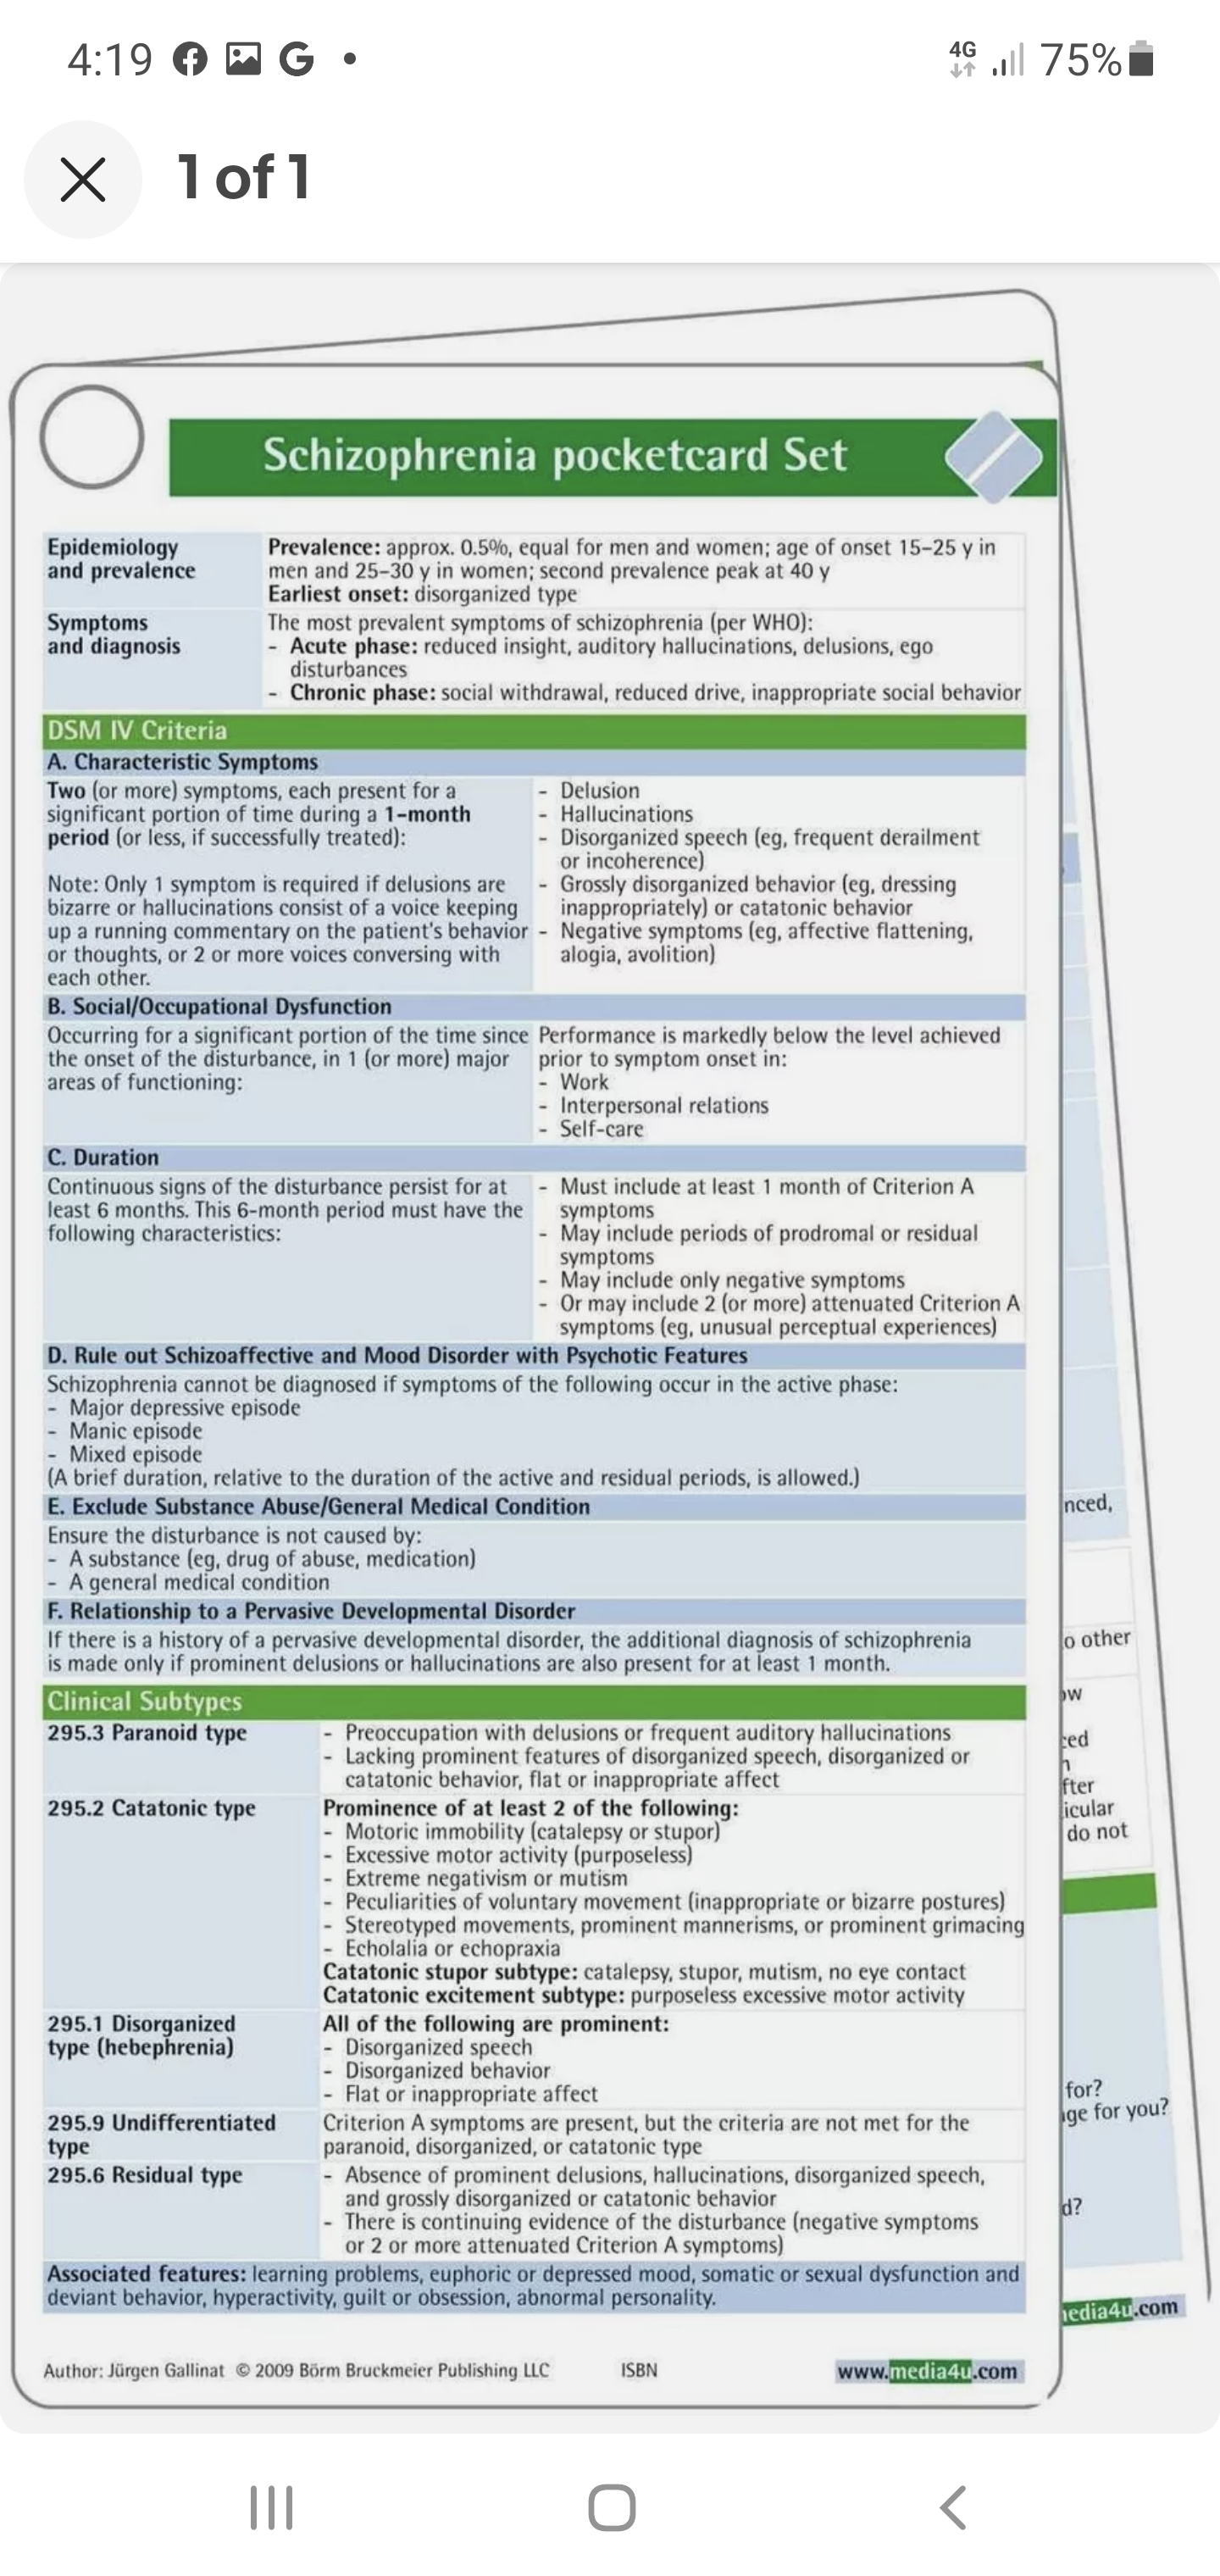 4:19
4G
75%
1 of 1
Schizophrenia pocketcard Set
Epidemiology
and prevalence
Prevalence: approx. 0.5%, equal for men and women; age of onset 15–25 y in
men and 25–30 y in women; second prevalence peak at 40 y
Earliest onset: disorganized type
Symptoms
and diagnosis
The most prevalent symptoms of schizophrenia (per WHO):
- Acute phase: reduced insight, auditory hallucinations, delusions, ego
disturbances
- Chronic phase: social withdrawal, reduced drive, inappropriate social behavior
DSM IV Criteria
A. Characteristic Symptoms
Two (or more) symptoms, each present for a
significant portion of time during a 1-month
period (or less, if successfully treated):
Note: Only 1 symptom is required if delusions are
bizarre or hallucinations consist of a voice keeping
up a running commentary on the patient's behavior
or thoughts, or 2 or more voices conversing with
each other.
- Delusion
- Hallucinations
- Disorganized speech (eg, frequent derailment
or incoherence)
- Grossly disorganized behavior (eg, dressing
inappropriately) or catatonic behavior
- Negative symptoms (eg, affective flattening,
alogia, avolition)
B. Social/Occupational Dysfunction
Occurring for a significant portion of the time since
the onset of the disturbance, in 1 (or more) major
areas of functioning:
Performance is markedly below the level achieved
prior to symptom onset in:
- Work
- Interpersonal relations
- Self-care
C. Duration
Continuous signs of the disturbance persist for at
least 6 months. This 6-month period must have the
following characteristics:
- Must include at least 1 month of Criterion A
symptoms
- May include periods of prodromal or residual
symptoms
- May include only negative symptoms
- Or may include 2 (or more) attenuated Criterion A
symptoms (eg, unusual perceptual experiences)
D. Rule out Schizoaffective and Mood Disorder with Psychotic Features
Schizophrenia cannot be diagnosed if symptoms of the following occur in the active phase:
- Major depressive episode
- Manic episode
- Mixed episode
(A brief duration, relative to the duration of the active and residual periods, is allowed.)
E. Exclude Substance Abuse/General Medical Condition
Ensure the disturbance is not caused by:
- A substance (eg, drug of abuse, medication)
- A general medical condition
F. Relationship to a Pervasive Developmental Disorder
If there is a history of a pervasive developmental disorder, the additional diagnosis of schizophrenia
is made only if prominent delusions or hallucinations are also present for at least 1 month.
Clinical Subtypes
295.3 Paranoid type
- Preoccupation with delusions or frequent auditory hallucinations
- Lacking prominent features of disorganized speech, disorganized or
catatonic behavior, flat or inappropriate affect
295.2 Catatonic type
Prominence of at least 2 of the following:
- Motoric immobility (catalepsy or stupor)
- Excessive motor activity (purposeless)
- Extreme negativism or mutism
- Peculiarities of voluntary movement (inappropriate or bizarre postures)
- Stereotyped movements, prominent mannerisms, or prominent grimacing
- Echolalia or echopraxia
Catatonic stupor subtype: catalepsy, stupor, mutism, no eye contact
Catatonic excitement subtype: purposeless excessive motor activity
295.1 Disorganized
type (hebephrenia)
All of the following are prominent:
- Disorganized speech
- Disorganized behavior
- Flat or inappropriate affect
295.9 Undifferentiated
type
Criterion A symptoms are present, but the criteria are not met for the
paranoid, disorganized, or catatonic type
295.6 Residual type
- Absence of prominent delusions, hallucinations, disorganized speech,
and grossly disorganized or catatonic behavior
- There is continuing evidence of the disturbance (negative symptoms
or 2 or more attenuated Criterion A symptoms)
Associated features: learning problems, euphoric or depressed mood, somatic or sexual dysfunction and
deviant behavior, hyperactivity, guilt or obsession, abnormal personality.
Author: Jürgen Gallinat © 2009 Börm Bruckmeier Publishing LLC
ISBN
www.media4u.com
nced,
o other
ow
fter
icular
do not
for?
age for you?
d?
edia4u.com